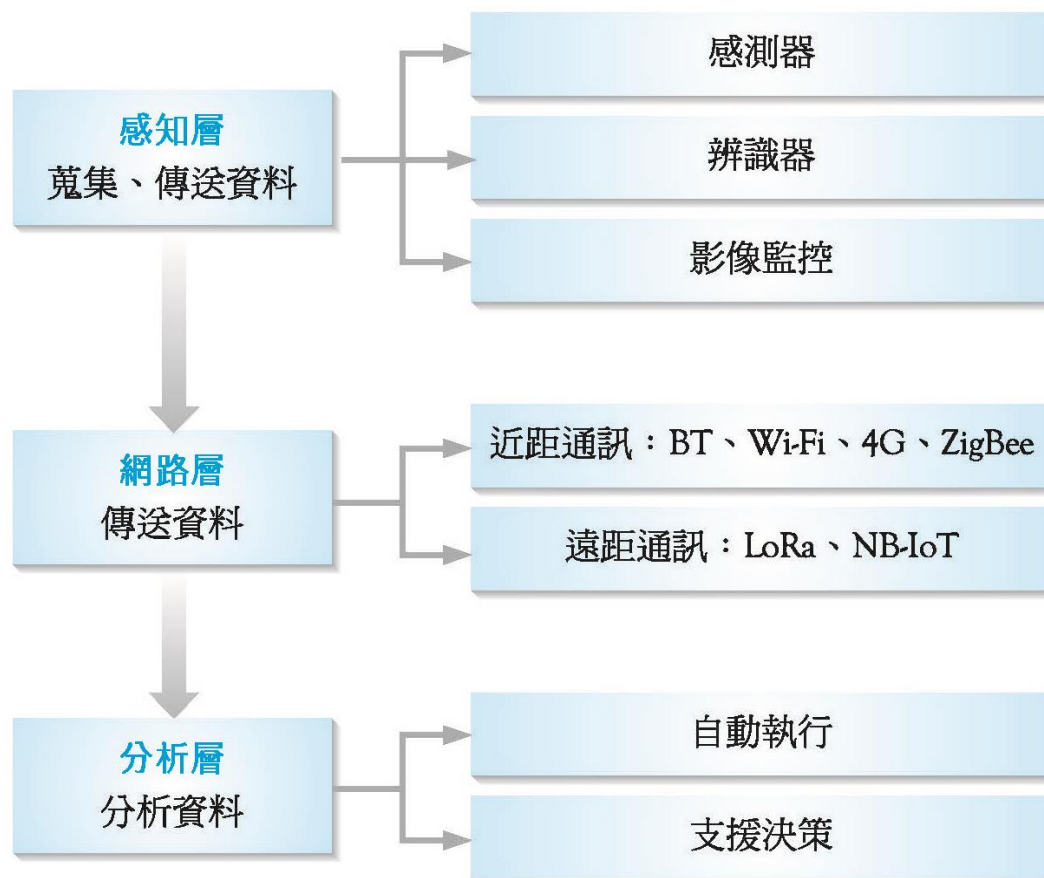 感知層
蒐集、傳送資料
感測器
辨識器
影像監控
網路層
傳送資料
近距通訊：BT、Wi-Fi、4G、ZigBee
遠距通訊：LoRa、NB-IoT
分析層
分析資料
自動執行
支援決策